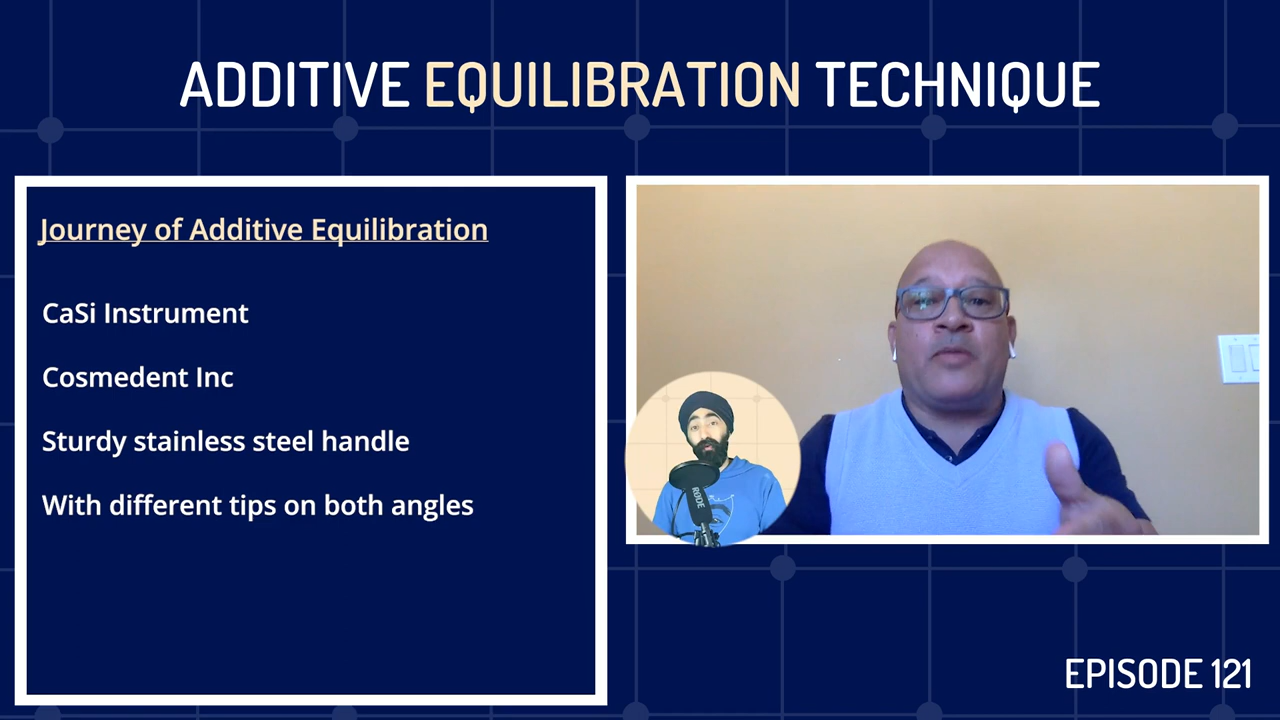 ADDITIVE EQUILIBRATION TECHNIQUE
Journey of Additive Equilibration
CaSi Instrument
Cosmedent Inc
Sturdy stainless steel handle
With different tips on both angles
RØDE
EPISODE 121